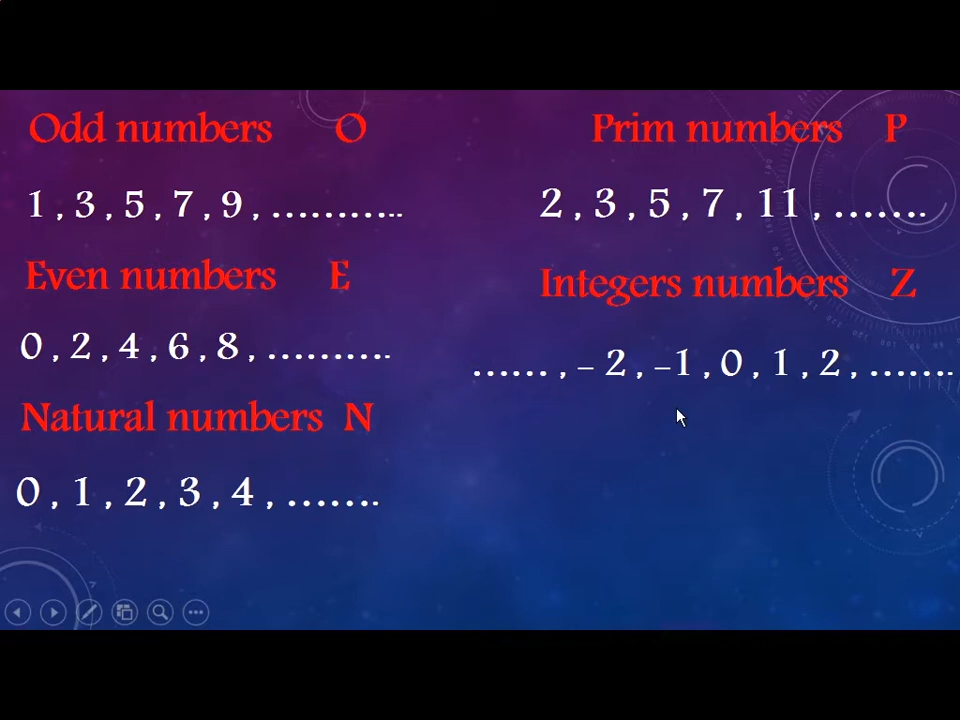 Odd numbers O
1 , 3 , 5 , 7 , 9 , ………..
Even numbers E
0 , 2 , 4 , 6 , 8 , ……….
Natural numbers N
0 , 1 , 2 , 3 , 4 , …….
Prim numbers P
2 , 3 , 5 , 7 , 11 , …….
Integers numbers Z
…… , – 2 , –1 , 0 , 1 , 2 , …….